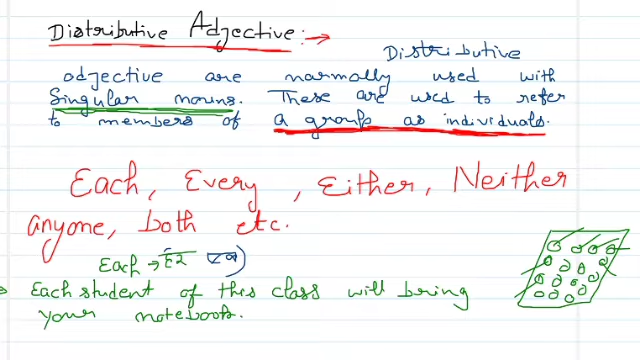 Distributive Adjective :→
Distributive
adjective are normally used with
Singular nouns. These are used to refer
to members of a group as individuals.
Each, Every, Either, Neither
anyone, both etc.
Each →
Each student of this class will bring
your notebook.